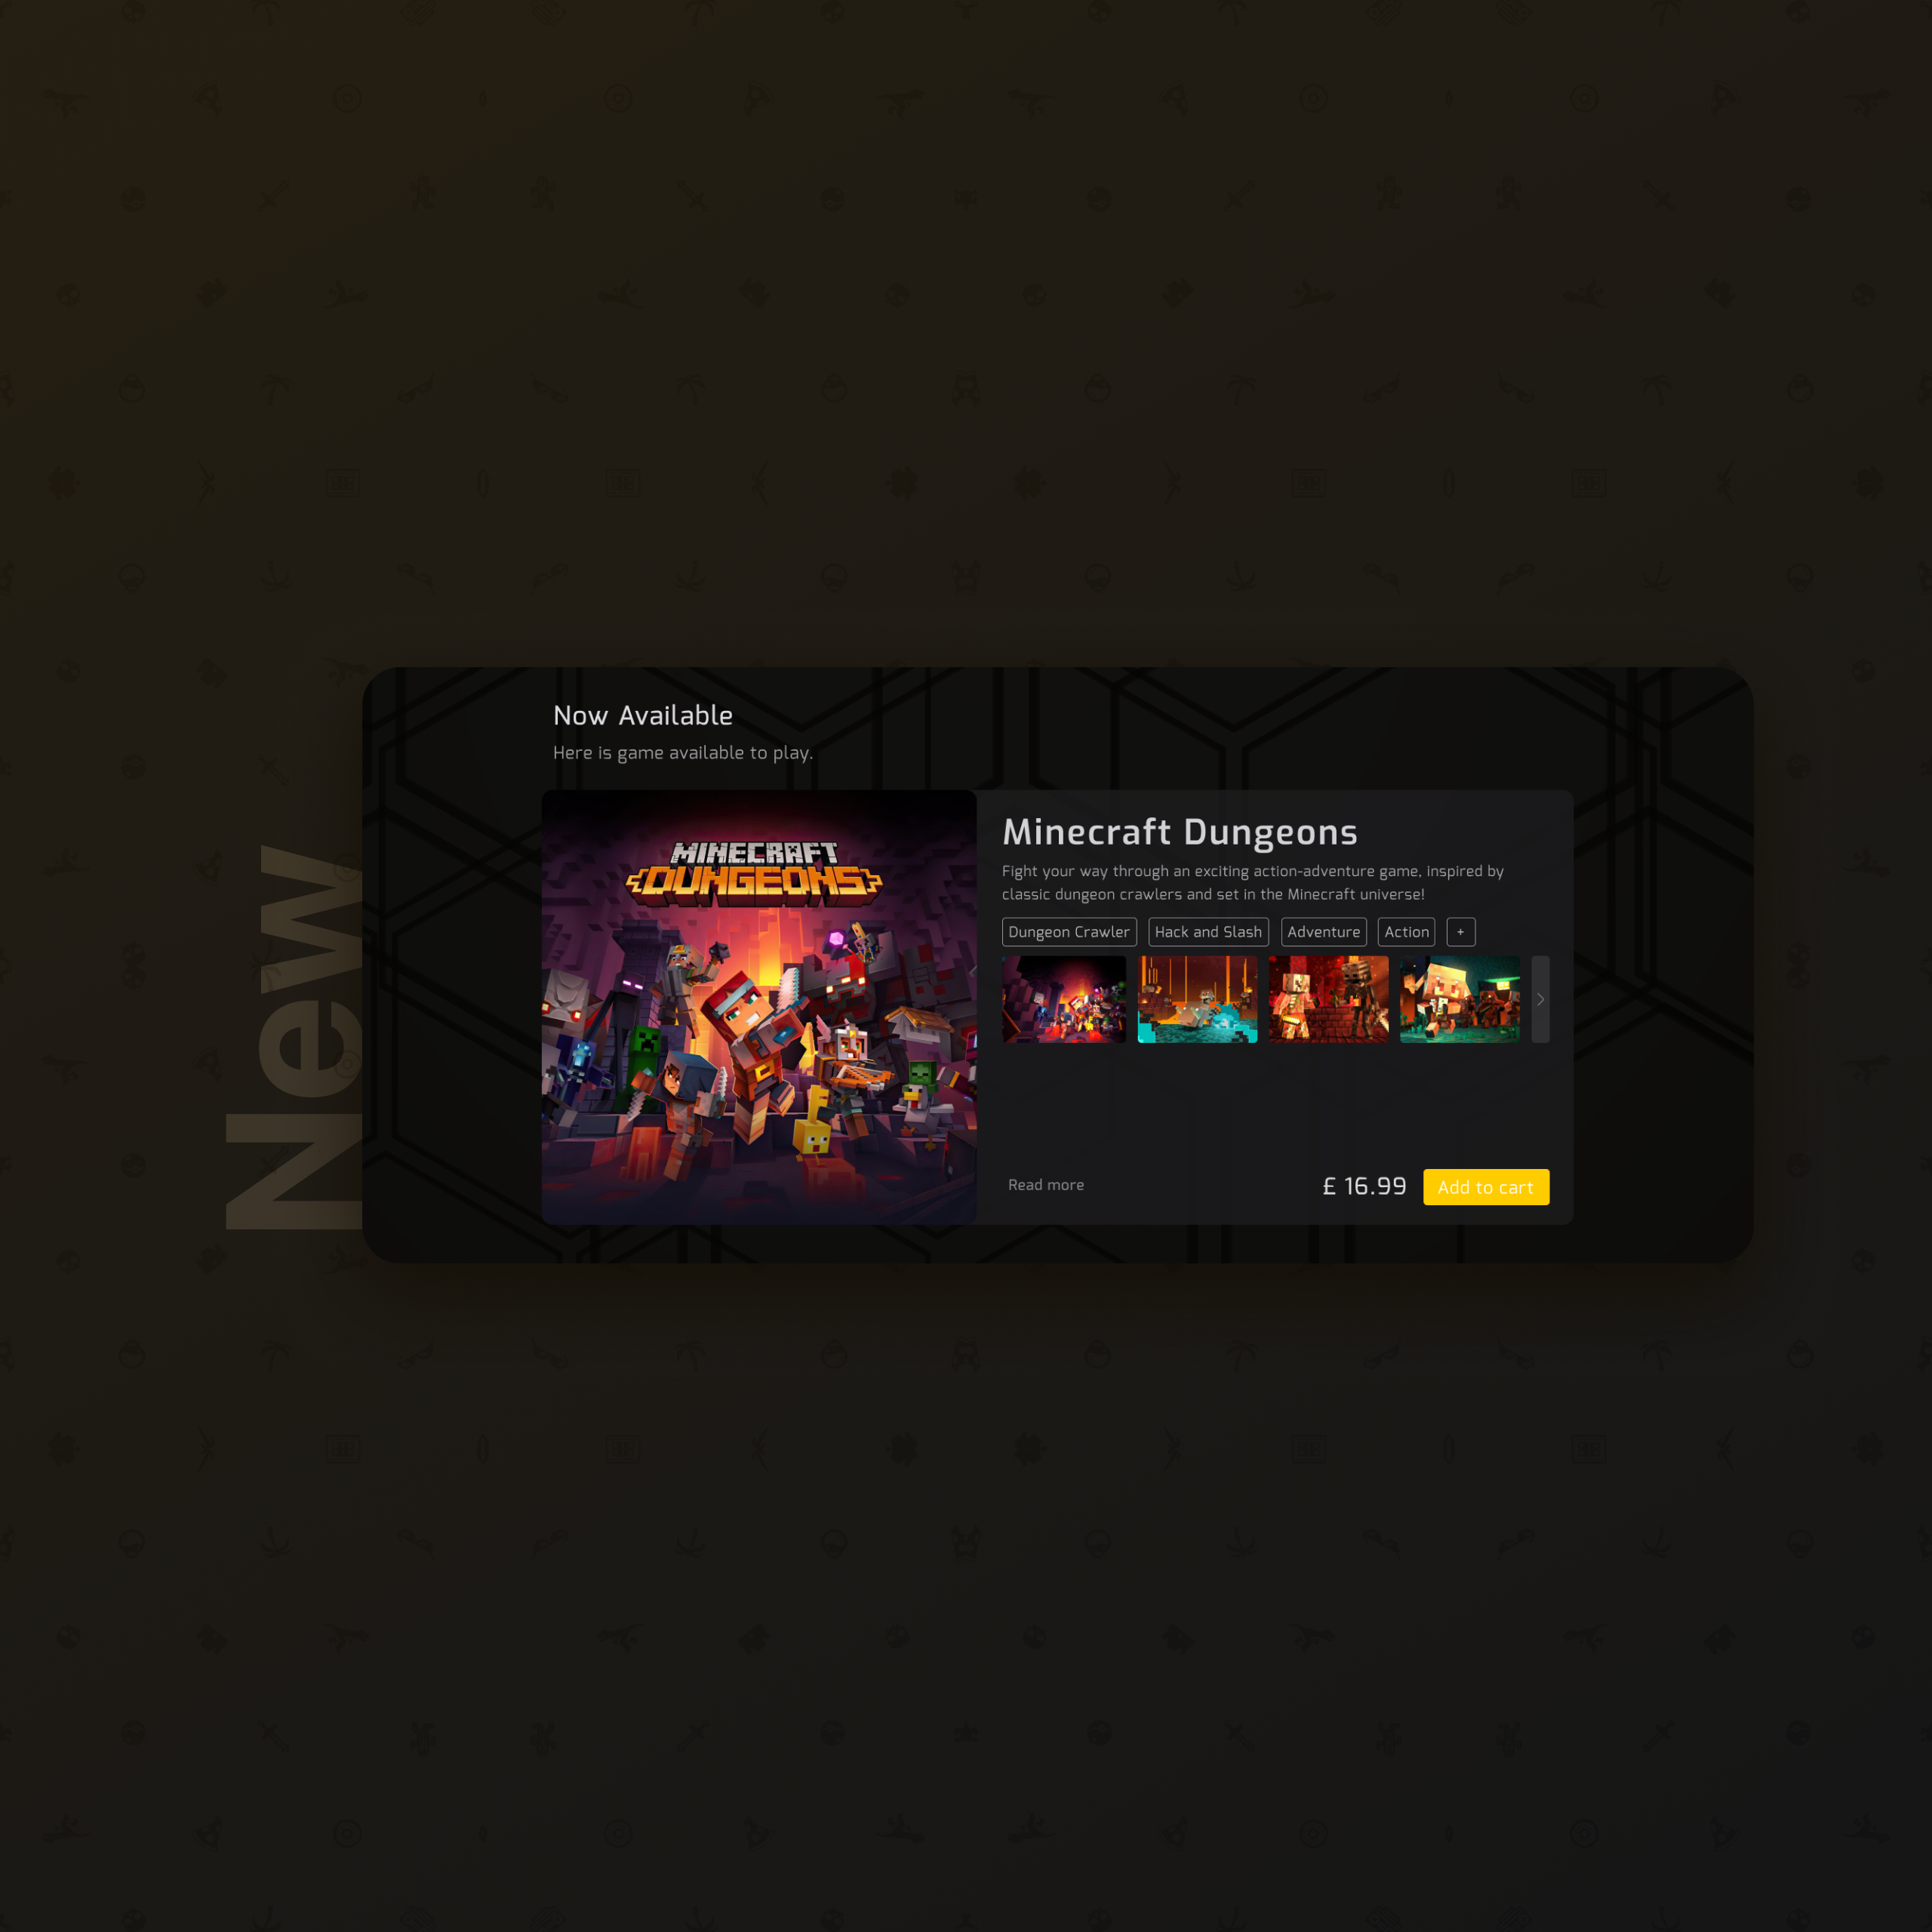 New
Now Available
Here is game available to play.
MINECRAFT
DUNGEONS
Minecraft Dungeons
Fight your way through an exciting action-adventure game, inspired by
classic dungeon crawlers and set in the Minecraft universe!
Dungeon Crawler Hack and Slash Adventure Action +
Read more £ 16.99 Add to cart